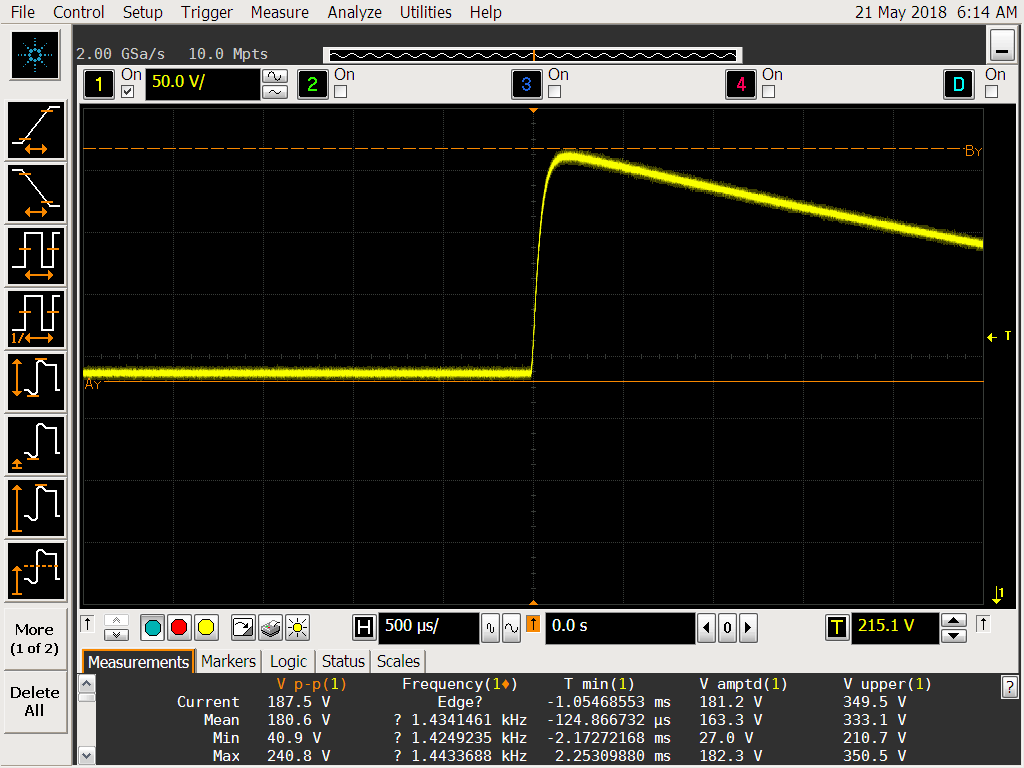 File Control Setup Trigger Measure Analyze Utilities Help 21 May 2018 6:14 AM
2.00 GSa/s 10.0 Mpts
1 On 50.0 V/ 2 On 3 On 4 On D On
By
T
Ay
1/
1
More
(1 of 2)
Delete
All
H 500 µs/ 0.0 s 0 T 215.1 V
Measurements Markers Logic Status Scales
?
V p-p(1) Frequency(1♦) T min(1) V amptd(1) V upper(1)
Current 187.5 V Edge? -1.05468553 ms 181.2 V 349.5 V
Mean 180.6 V ? 1.4341461 kHz -124.866732 µs 163.3 V 333.1 V
Min 40.9 V ? 1.4249235 kHz -2.17272168 ms 27.0 V 210.7 V
Max 240.8 V ? 1.4433688 kHz 2.25309880 ms 182.3 V 350.5 V